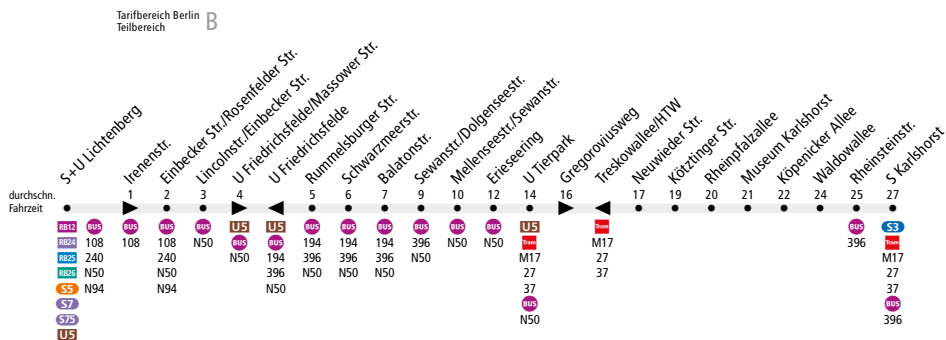 Tarifbereich Berlin
Teilbereich
B
S+U Lichtenberg
Irenenstr.
Einbecker Str./Rosenfelder Str.
Lincolnstr./Einbecker Str.
U Friedrichsfelde/Massower Str.
U Friedrichsfelde
Rummelsburger Str.
Schwarzmeerstr.
Balatonstr.
Sewanstr./Dolgenseestr.
Mellenseestr./Sewanstr.
Erieseering
U Tierpark
Gregoroviusweg
Treskowallee/HTW
Neuwieder Str.
Kötztinger Str.
Rheinpfalzallee
Museum Karlshorst
Köpenicker Allee
Waldowallee
Rheinsteinstr.
S Karlshorst
durchschn. 1 2 3 4 5 6 7 9 10 12 14 16 17 19 20 21 22 24 25 27
Fahrzeit
RB12 BUS BUS BUS BUS U5 U5 BUS BUS BUS BUS BUS BUS U5 Tram BUS S3
RB24 108 108 108 N50 BUS BUS 194 194 194 396 N50 N50 Tram M17 396 Tram
RB25 240 240 N50 194 396 396 396 N50 M17 27 M17
RB26 N50 N50 396 N50 N50 N50 27 37 27
S5 N94 N94 N50 37 37
S7 BUS BUS
S75 N50 396
U5